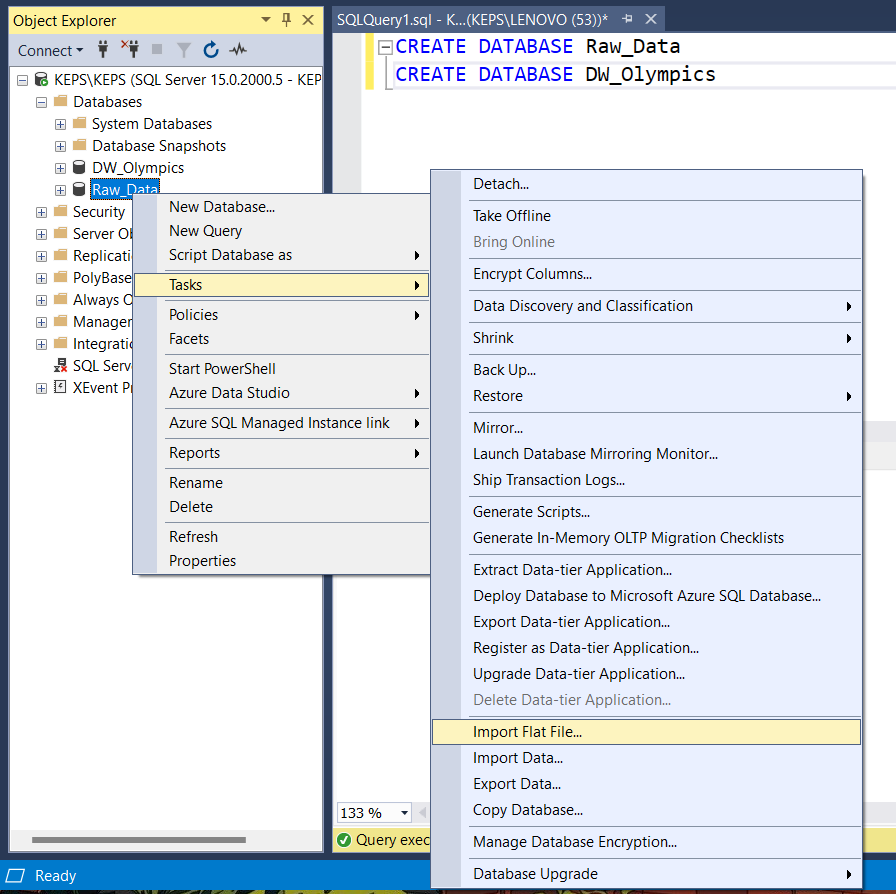 Object Explorer
Connect
KEPS\KEPS (SQL Server 15.0.2000.5 - KEP
Databases
System Databases
Database Snapshots
DW_Olympics
Raw_Data
Security
Server
Replicati
PolyBase
Always
Manager
Integratio
SQL Serv
XEvent
SQLQuery1.sql - K...(KEPS\LENOVO (53))*
CREATE DATABASE Raw_Data
CREATE DATABASE DW_Olympics
New Database...
New Query
Script Database as
Tasks
Policies
Facets
Start PowerShell
Azure Data Studio
Azure SQL Managed Instance link
Reports
Rename
Delete
Refresh
Properties
Detach...
Take Offline
Bring Online
Encrypt Columns...
Data Discovery and Classification
Shrink
Back Up...
Restore
Mirror...
Launch Database Mirroring Monitor...
Ship Transaction Logs...
Generate Scripts...
Generate In-Memory OLTP Migration Checklists
Extract Data-tier Application...
Deploy Database to Microsoft Azure SQL Database...
Export Data-tier Application...
Register as Data-tier Application...
Upgrade Data-tier Application...
Delete Data-tier Application...
Import Flat File...
Import Data...
Export Data...
Copy Database...
Manage Database Encryption...
Database Upgrade
133 %
Query exec
Ready